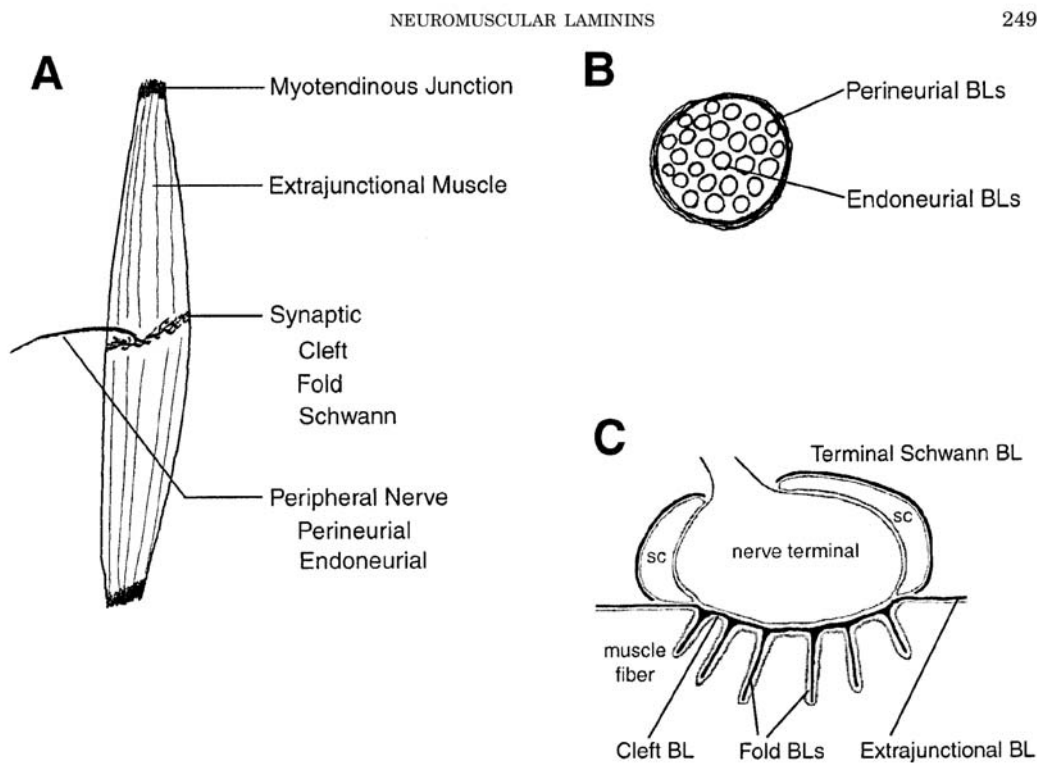 NEUROMUSCULAR LAMININS 249
A
Myotendinous Junction
Extrajunctional Muscle
Synaptic
Cleft
Fold
Schwann
Peripheral Nerve
Perineurial
Endoneurial
B
Perineurial BLs
Endoneurial BLs
C
Terminal Schwann BL
sc
nerve terminal
sc
muscle
fiber
Cleft BL
Fold BLs
Extrajunctional BL